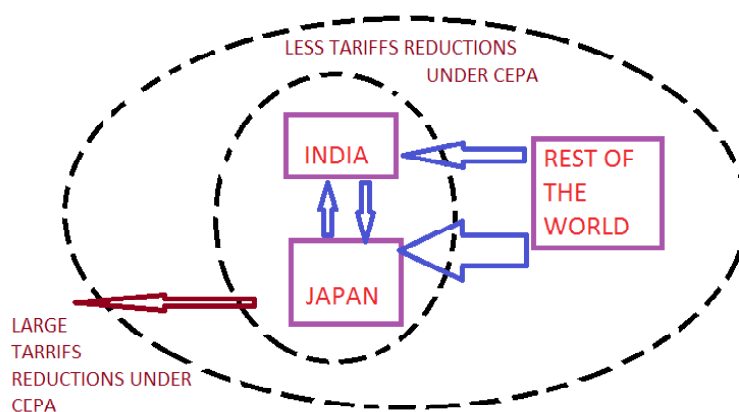 LESS TARIFFS REDUCTIONS
UNDER CEPA
INDIA
REST OF
THE
WORLD
JAPAN
LARGE
TARRIFS
REDUCTIONS UNDER
CEPA